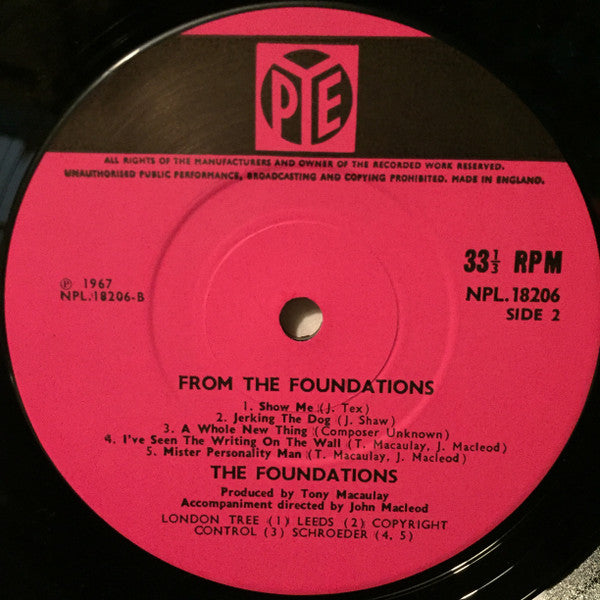 PYE
ALL RIGHTS OF THE MANUFACTURERS AND OWNER OF THE RECORDED WORK RESERVED.
UNAUTHORISED PUBLIC PERFORMANCE, BROADCASTING AND COPYING PROHIBITED. MADE IN ENGLAND.
33⅓ RPM
℗ 1967
NPL.18206-B
NPL.18206
SIDE 2
FROM THE FOUNDATIONS
1. Show Me (J. Tex)
2. Jerking The Dog (J. Shaw)
3. A Whole New Thing (Composer Unknown)
4. I've Seen The Writing On The Wall (T. Macaulay, J. Macleod)
5. Mister Personality Man (T. Macaulay, J. Macleod)
THE FOUNDATIONS
Produced by Tony Macaulay
Accompaniment directed by John Macleod
LONDON TREE (1) LEEDS (2) COPYRIGHT
CONTROL (3) SCHROEDER (4, 5)